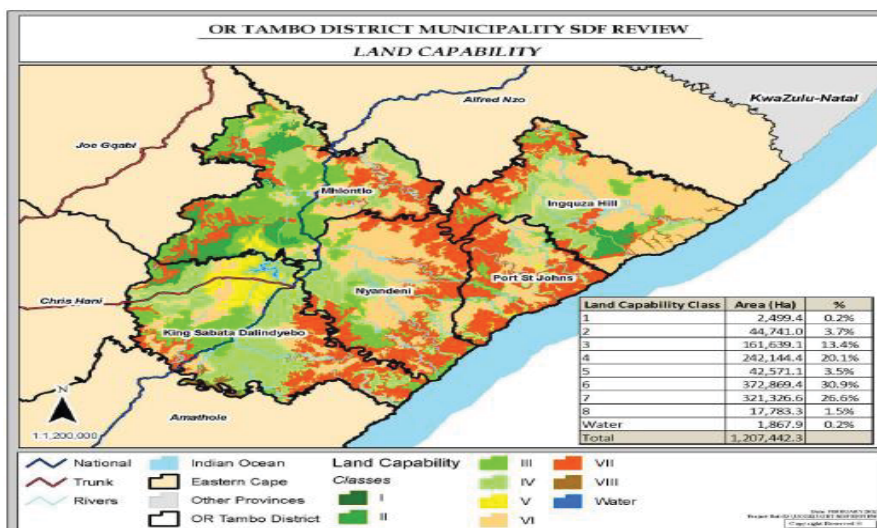 OR TAMBO DISTRICT MUNICIPALITY SDF REVIEW
LAND CAPABILITY
KwaZulu-Natal
Alfred Nzo
Joe Gqabi
Mhlontlo
Ingquza Hill
Port St Johns
Nyandeni
Chris Hani
King Sabata Dalindyebo
Amathole
N
1:1,200,000
Land Capability Class Area (Ha) %
1 2,499.4 0.2%
2 44,741.0 3.7%
3 161,639.1 13.4%
4 242,144.4 20.1%
5 42,571.1 3.5%
6 372,869.4 30.9%
7 321,326.6 26.6%
8 17,783.3 1.5%
Water 1,867.9 0.2%
Total 1,207,442.3
National
Trunk
Rivers
Indian Ocean
Eastern Cape
Other Provinces
OR Tambo District
Land Capability
Classes
I
II
III
IV
V
VI
VII
VIII
Water
Copyright Reserved ©